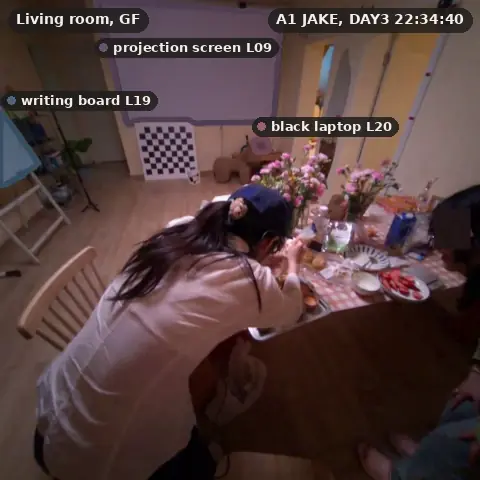 Living room, GF
A1 JAKE, DAY3 22:34:40
projection screen L09
writing board L19
black laptop L20